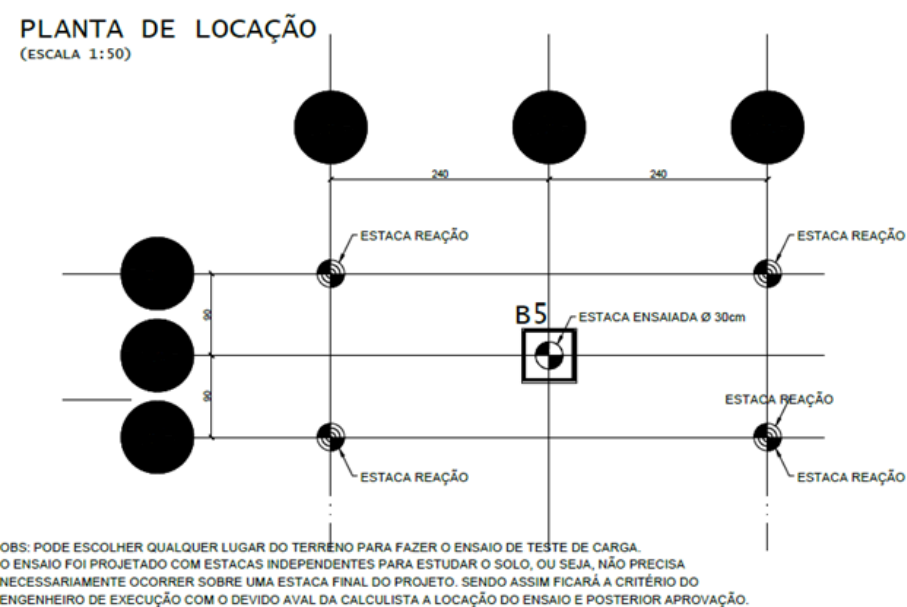 PLANTA DE LOCAÇÃO
(ESCALA 1:50)
240
240
ESTACA REAÇÃO
ESTACA REAÇÃO
90
B5
ESTACA ENSAIADA Ø 30cm
90
ESTACA REAÇÃO
ESTACA REAÇÃO
ESTACA REAÇÃO
OBS: PODE ESCOLHER QUALQUER LUGAR DO TERRENO PARA FAZER O ENSAIO DE TESTE DE CARGA.
O ENSAIO FOI PROJETADO COM ESTACAS INDEPENDENTES PARA ESTUDAR O SOLO, OU SEJA, NÃO PRECISA
NECESSARIAMENTE OCORRER SOBRE UMA ESTACA FINAL DO PROJETO. SENDO ASSIM FICARÁ A CRITÉRIO DO
ENGENHEIRO DE EXECUÇÃO COM O DEVIDO AVAL DA CALCULISTA A LOCAÇÃO DO ENSAIO E POSTERIOR APROVAÇÃO.